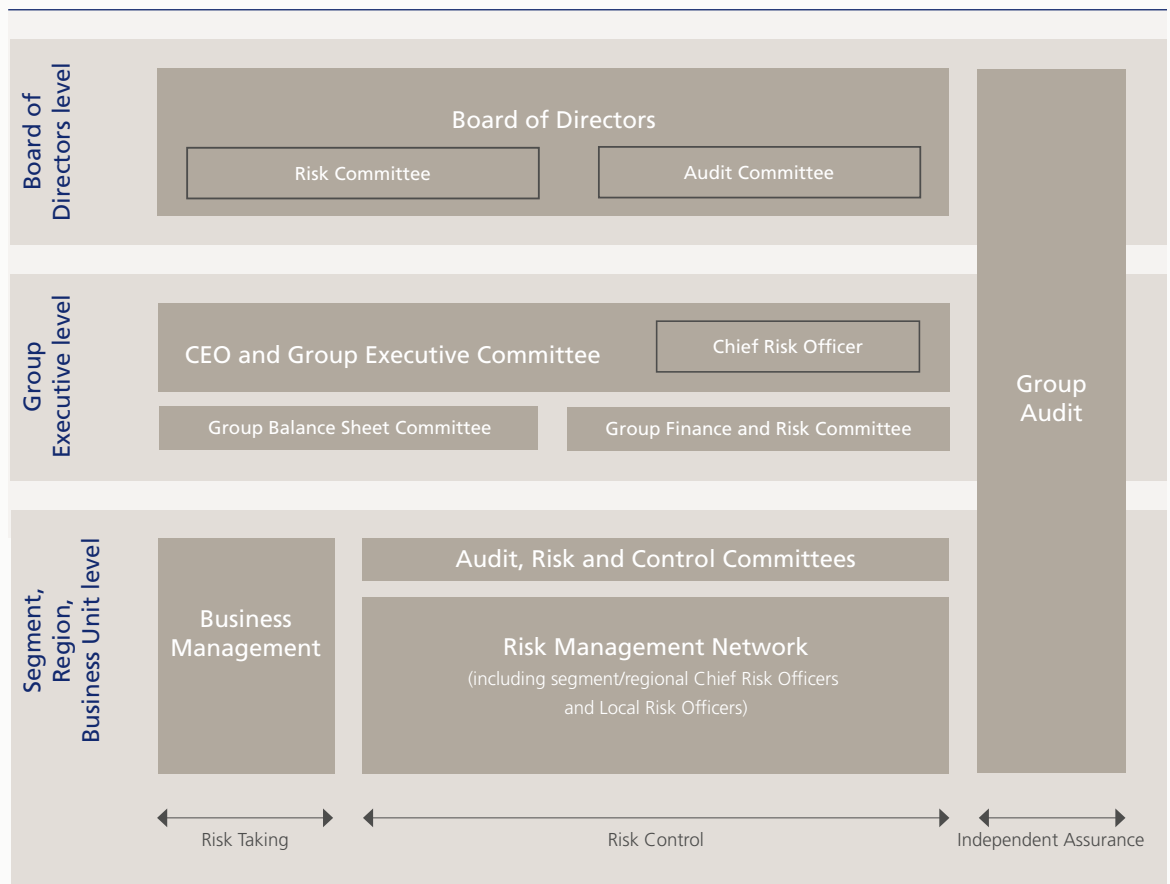 Board of
Directors level
Board of Directors
Risk Committee
Audit Committee
Group
Executive level
CEO and Group Executive Committee
Chief Risk Officer
Group Balance Sheet Committee
Group Finance and Risk Committee
Group
Audit
Segment,
Region,
Business Unit level
Business
Management
Audit, Risk and Control Committees
Risk Management Network
(including segment/regional Chief Risk Officers
and Local Risk Officers)
Risk Taking
Risk Control
Independent Assurance